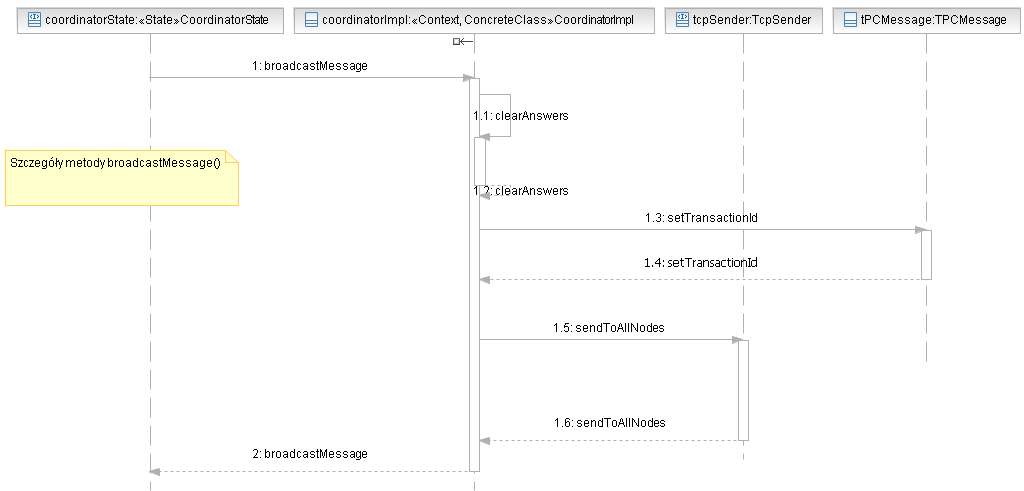 coordinatorState:«State»CoordinatorState
coordinatorImpl:«Context, ConcreteClass»CoordinatorImpl
tcpSender:TcpSender
tPCMessage:TPCMessage
1: broadcastMessage
1.1: clearAnswers
Szczegóły metody broadcastMessage()
1.2: clearAnswers
1.3: setTransactionId
1.4: setTransactionId
1.5: sendToAllNodes
1.6: sendToAllNodes
2: broadcastMessage